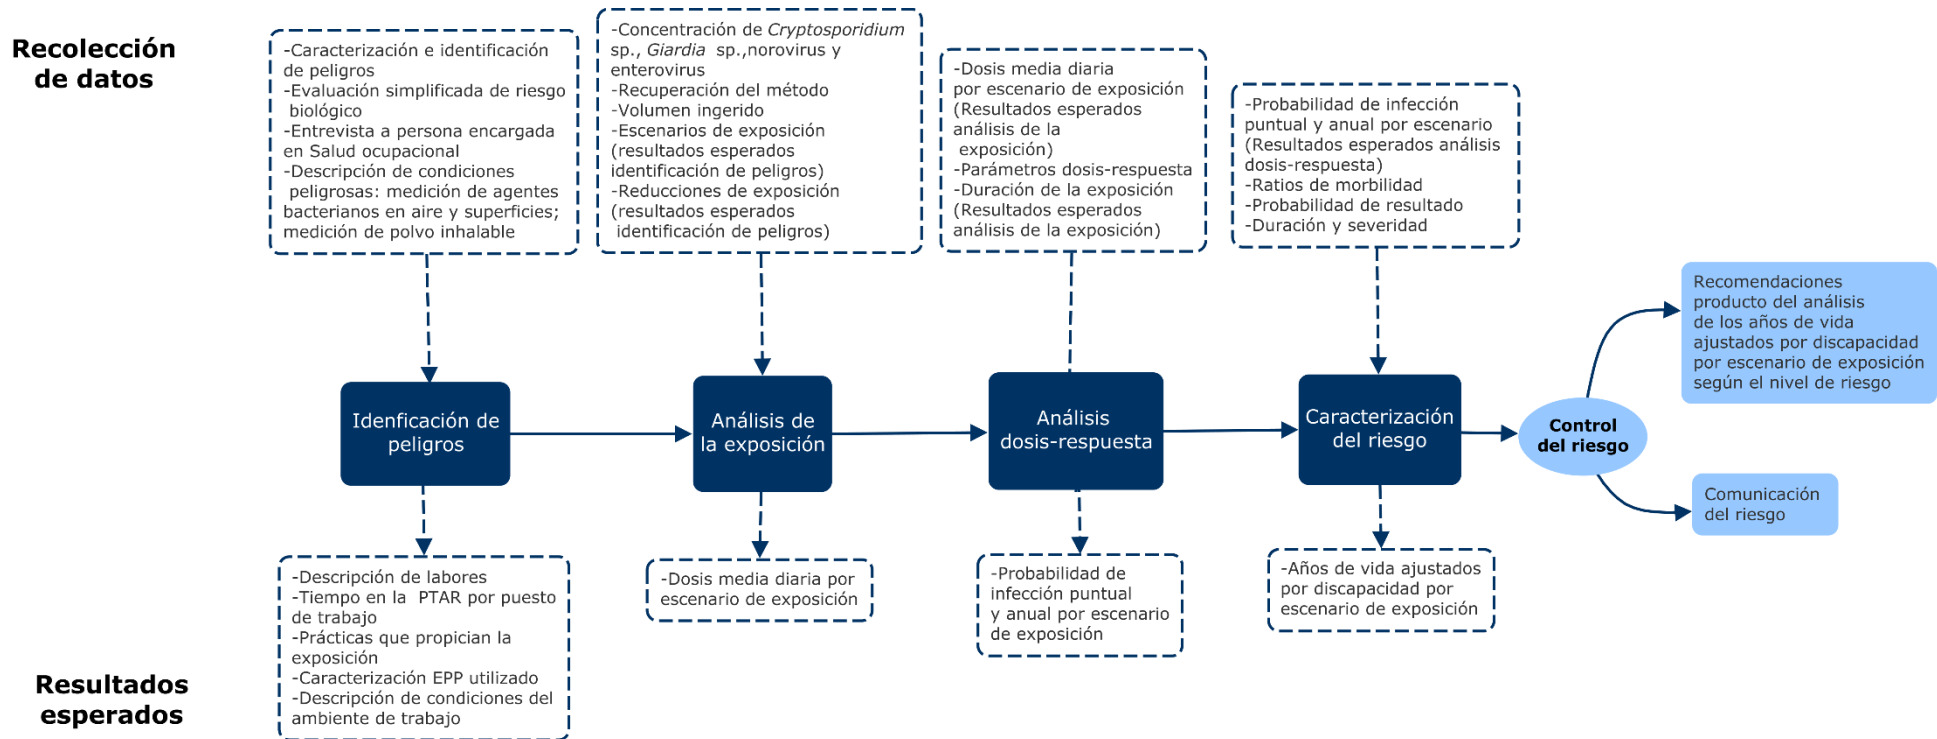 Recolección
de datos
-Caracterización e identificación
de peligros
-Evaluación simplificada de riesgo
biológico
-Entrevista a persona encargada
en Salud ocupacional
-Descripción de condiciones
peligrosas: medición de agentes
bacterianos en aire y superficies;
medición de polvo inhalable
-Concentración de Cryptosporidium
sp., Giardia sp.,norovirus y
enterovirus
-Recuperación del método
-Volumen ingerido
-Escenarios de exposición
(resultados esperados
identificación de peligros)
-Reducciones de exposición
(resultados esperados
identificación de peligros)
-Dosis media diaria
por escenario de exposición
(Resultados esperados
análisis de la
exposición)
-Parámetros dosis-respuesta
-Duración de la exposición
(Resultados esperados
análisis de la exposición)
-Probabilidad de infección
puntual y anual por escenario
(Resultados esperados análisis
dosis-respuesta)
-Ratios de morbilidad
-Probabilidad de resultado
-Duración y severidad
Idenficación de
peligros
Análisis de
la exposición
Análisis
dosis-respuesta
Caracterización
del riesgo
Control
del riesgo
Recomendaciones
producto del análisis
de los años de vida
ajustados por discapacidad
por escenario de exposición
según el nivel de riesgo
Comunicación
del riesgo
Resultados
esperados
-Descripción de labores
-Tiempo en la PTAR por puesto
de trabajo
-Prácticas que propician la
exposición
-Caracterización EPP utilizado
-Descripción de condiciones del
ambiente de trabajo
-Dosis media diaria por
escenario de exposición
-Probabilidad de
infección puntual
y anual por escenario
de exposición
-Años de vida ajustados
por discapacidad por
escenario de exposición